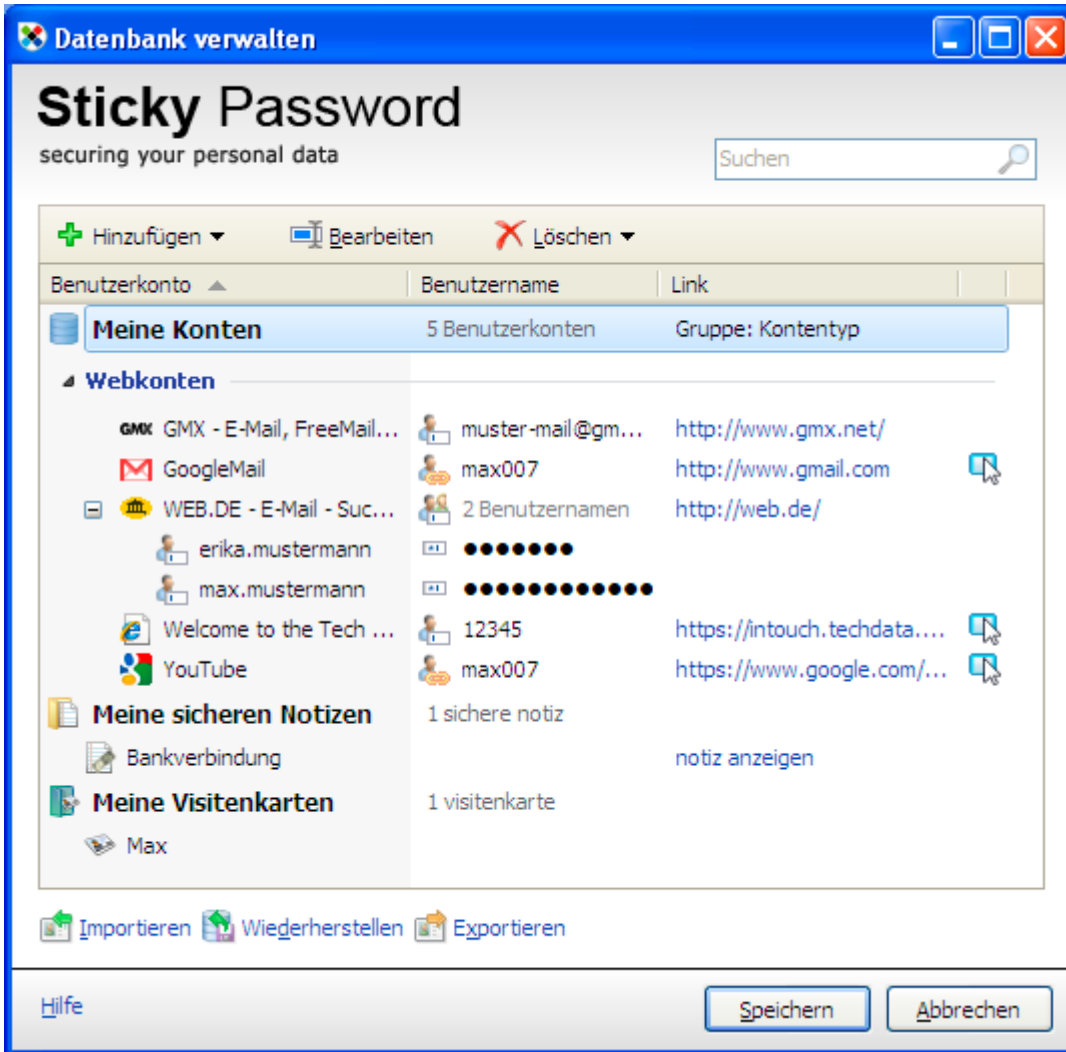 Datenbank verwalten
Sticky Password
securing your personal data
Suchen
Hinzufügen Bearbeiten Löschen
Benutzerkonto Benutzername Link
Meine Konten 5 Benutzerkonten Gruppe: Kontentyp
Webkonten
GMX GMX - E-Mail, FreeMail... muster-mail@gm... http://www.gmx.net/
GoogleMail max007 http://www.gmail.com
WEB.DE - E-Mail - Suc... 2 Benutzernamen http://web.de/
erika.mustermann ●●●●●●●
max.mustermann ●●●●●●●●●●●●
Welcome to the Tech ... 12345 https://intouch.techdata....
YouTube max007 https://www.google.com/...
Meine sicheren Notizen 1 sichere notiz
Bankverbindung notiz anzeigen
Meine Visitenkarten 1 visitenkarte
Max
Importieren Wiederherstellen Exportieren
Hilfe Speichern Abbrechen